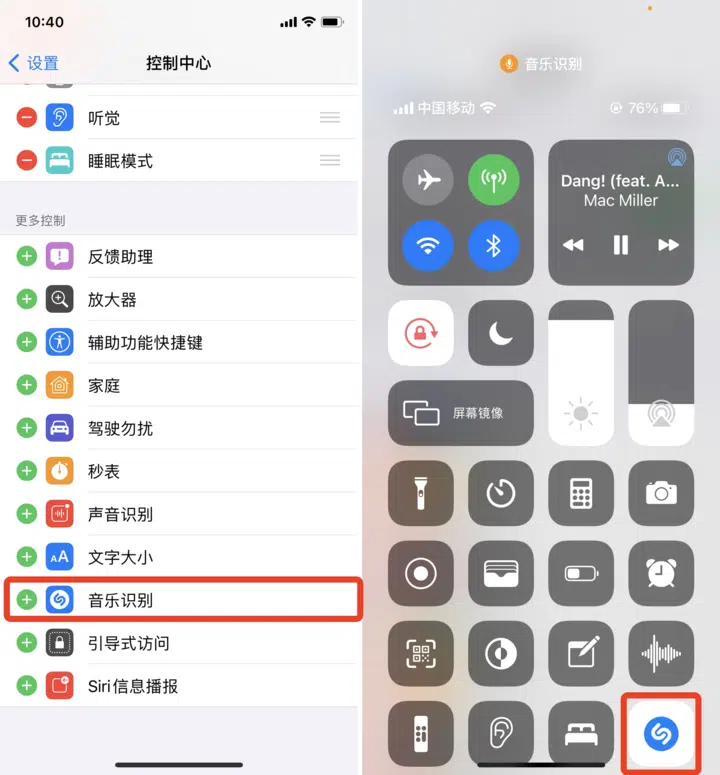 10:40
设置
控制中心
听觉
睡眠模式
更多控制
反馈助理
放大器
辅助功能快捷键
家庭
驾驶勿扰
秒表
声音识别
AA
文字大小
音乐识别
引导式访问
Siri信息播报
音乐识别
中国移动
76%
Dang! (feat. A...
Mac Miller
屏幕镜像